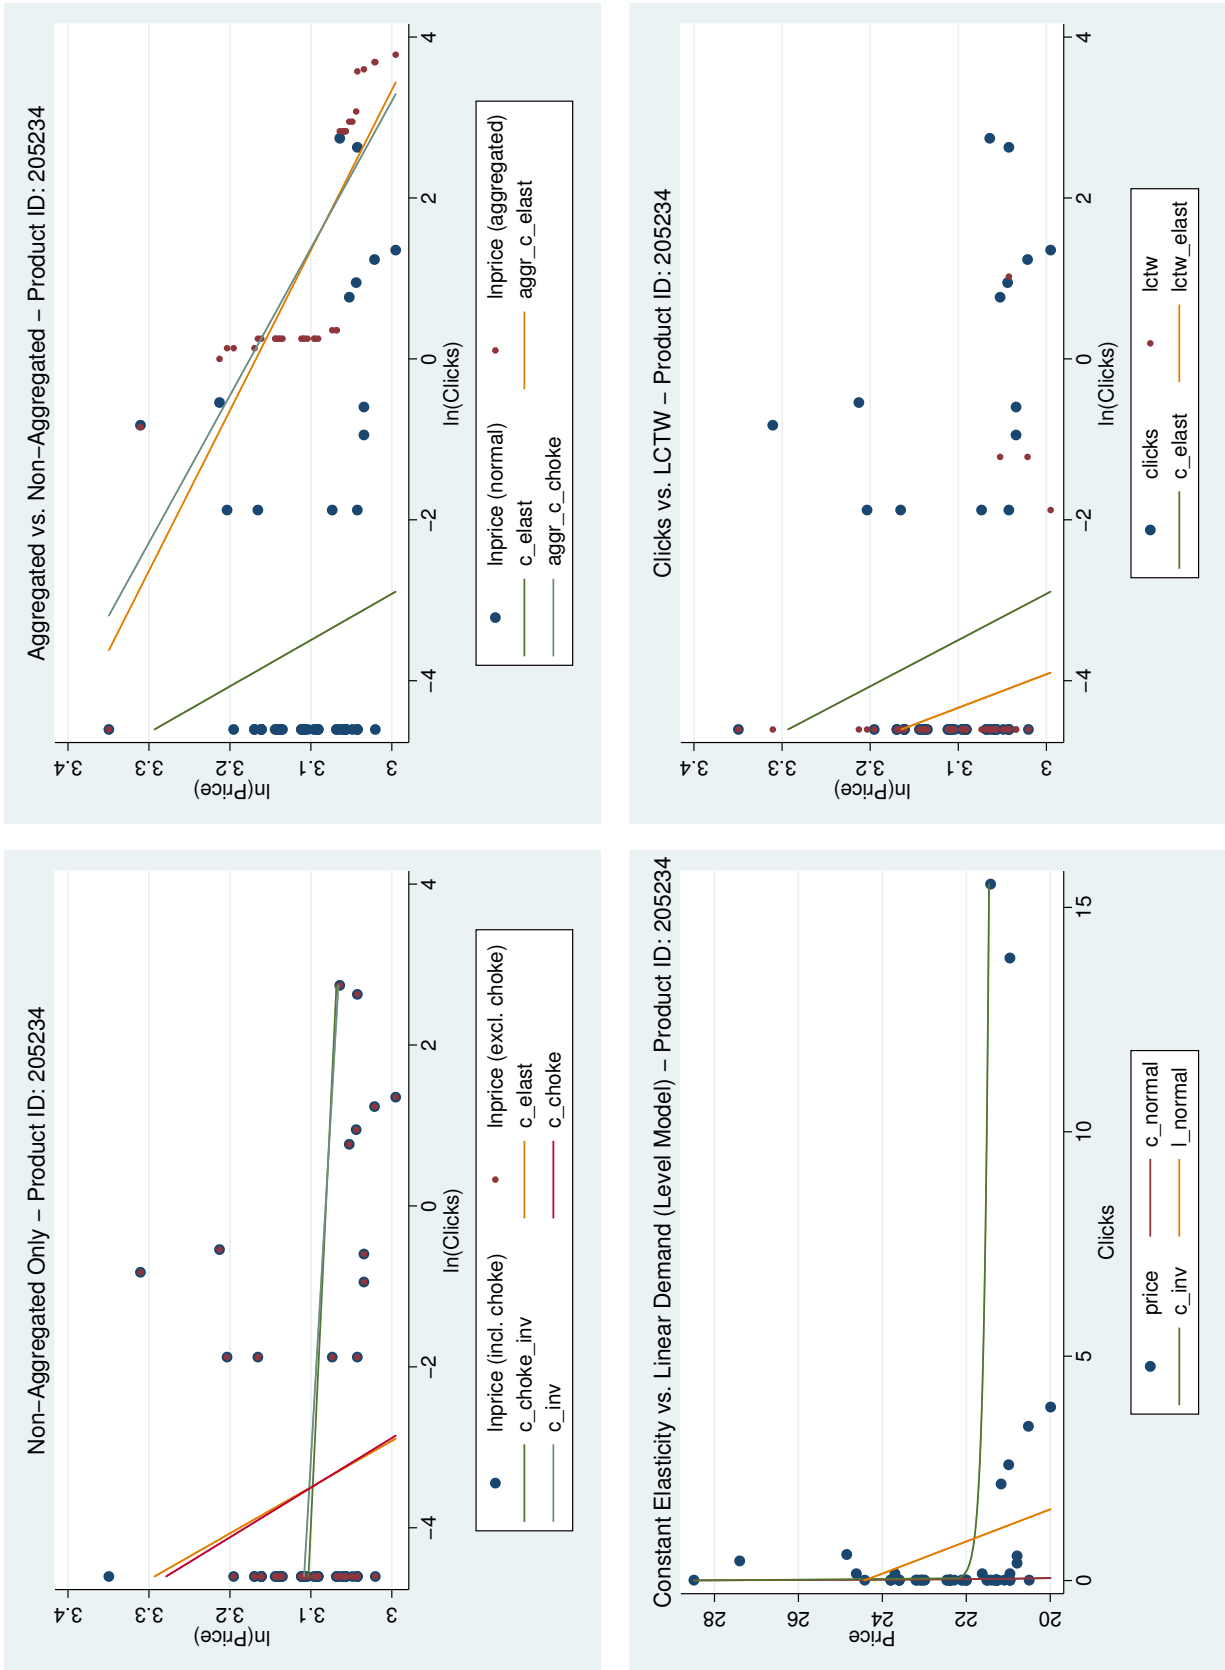 Non−Aggregated Only − Product ID: 205234
ln(Price)
3.4
3.3
3.2
3.1
3
−4 −2 0 2 4
ln(Clicks)
lnprice (incl. choke) lnprice (excl. choke)
c_choke_inv c_elast
c_inv c_choke
Aggregated vs. Non−Aggregated − Product ID: 205234
ln(Price)
3.4
3.3
3.2
3.1
3
−4 −2 0 2 4
ln(Clicks)
lnprice (normal) lnprice (aggregated)
c_elast aggr_c_elast
aggr_c_choke
Constant Elasticity vs. Linear Demand (Level Model) − Product ID: 205234
Price
28
26
24
22
20
0 5 10 15
Clicks
price c_normal
c_inv l_normal
Clicks vs. LCTW − Product ID: 205234
ln(Price)
3.4
3.3
3.2
3.1
3
−4 −2 0 2 4
ln(Clicks)
clicks lctw
c_elast lctw_elast